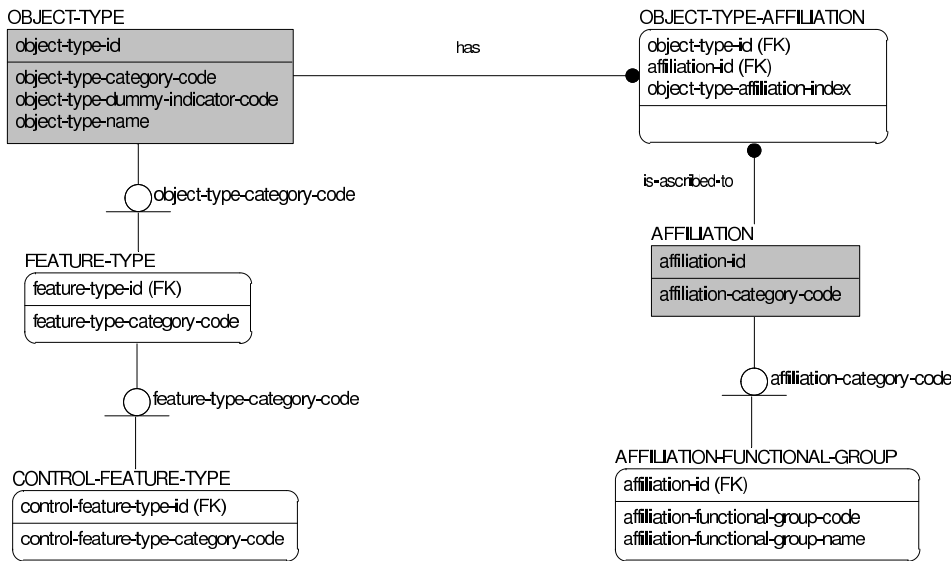 OBJECT-TYPE
object-type-id
object-type-category-code
object-type-dummy-indicator-code
object-type-name
has
OBJECT-TYPE-AFFILIATION
object-type-id (FK)
affiliation-id (FK)
object-type-affiliation-index
object-type-category-code
is-ascribed-to
FEATURE-TYPE
feature-type-id (FK)
feature-type-category-code
AFFILIATION
affiliation-id
affiliation-category-code
feature-type-category-code
affiliation-category-code
CONTROL-FEATURE-TYPE
control-feature-type-id (FK)
control-feature-type-category-code
AFFILIATION-FUNCTIONAL-GROUP
affiliation-id (FK)
affiliation-functional-group-code
affiliation-functional-group-name